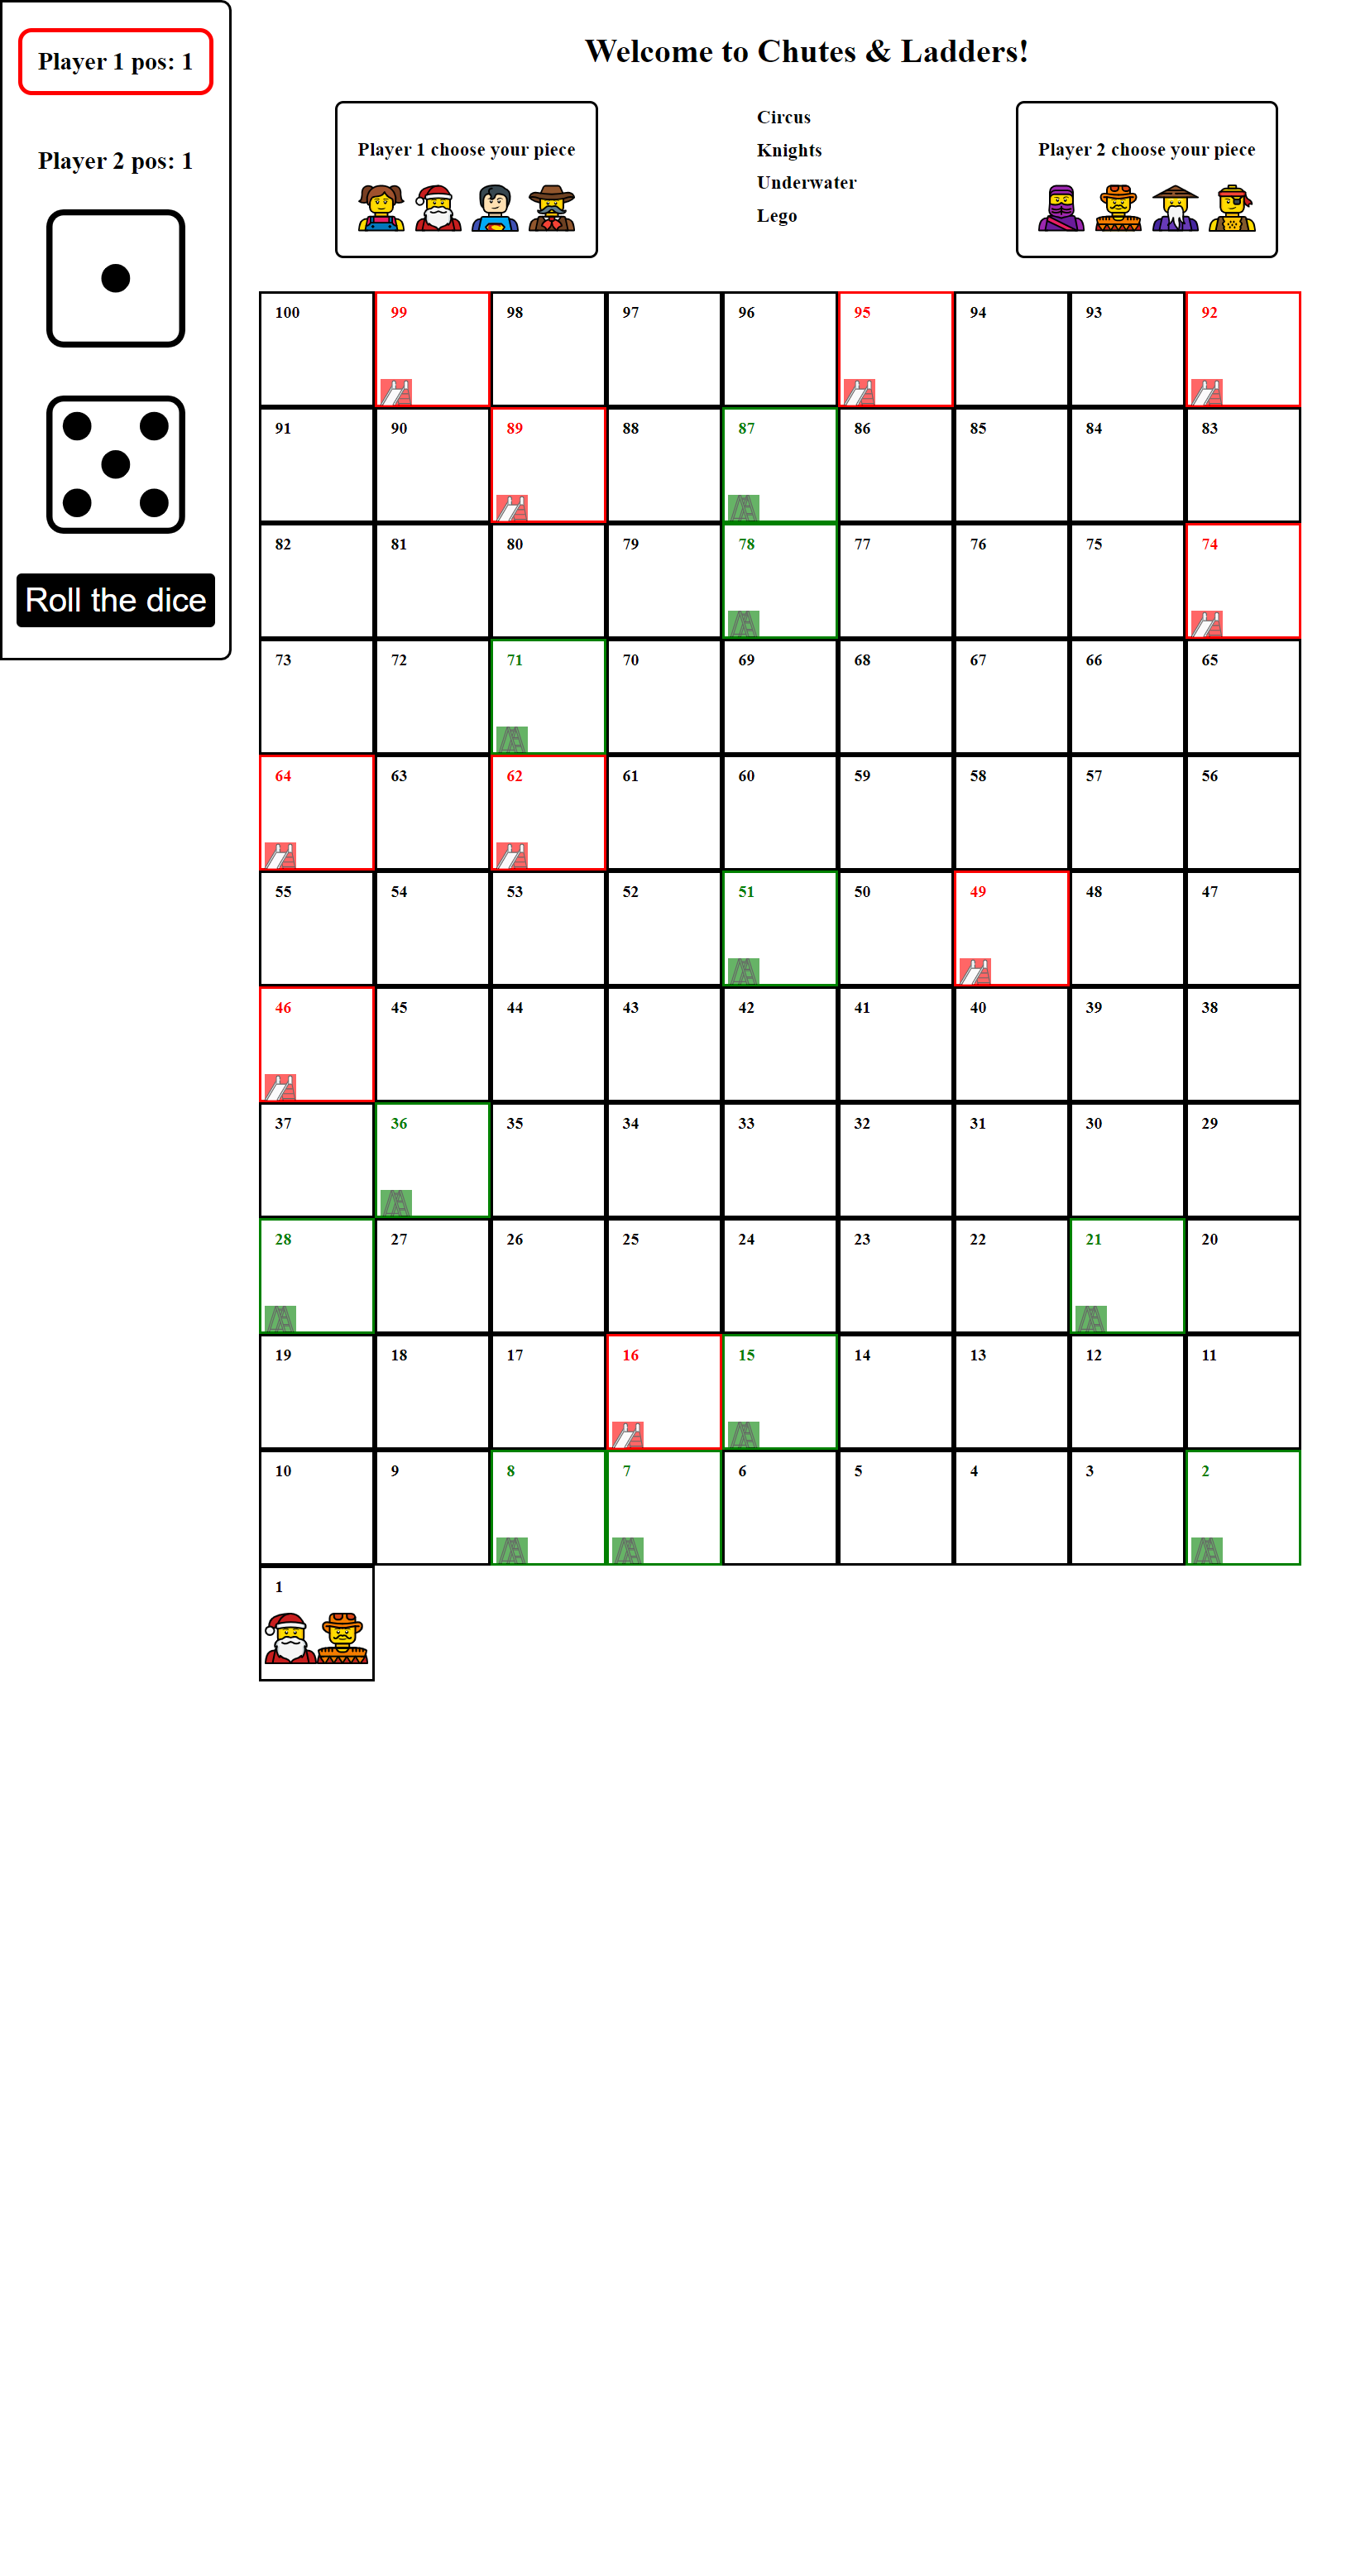 Player 1 pos: 1
Player 2 pos: 1
Roll the dice
Welcome to Chutes & Ladders!
Player 1 choose your piece
Circus
Knights
Underwater
Lego
Player 2 choose your piece
100 99 98 97 96 95 94 93 92
91 90 89 88 87 86 85 84 83
82 81 80 79 78 77 76 75 74
73 72 71 70 69 68 67 66 65
64 63 62 61 60 59 58 57 56
55 54 53 52 51 50 49 48 47
46 45 44 43 42 41 40 39 38
37 36 35 34 33 32 31 30 29
28 27 26 25 24 23 22 21 20
19 18 17 16 15 14 13 12 11
10 9 8 7 6 5 4 3 2
1